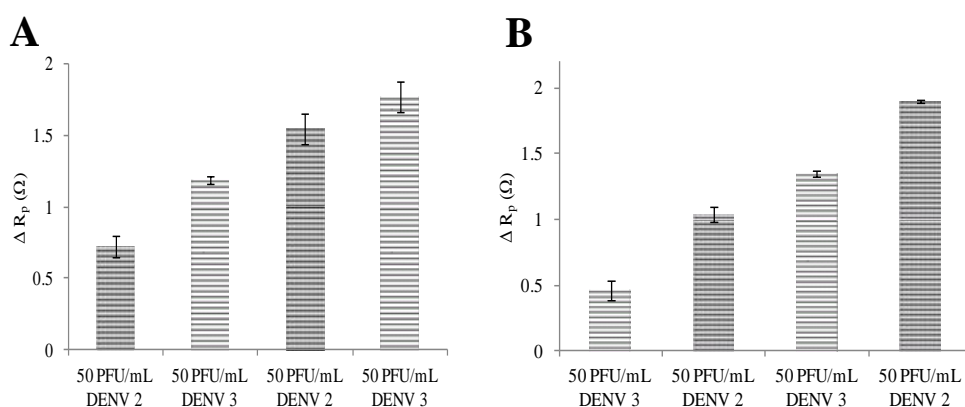 A
Δ Rp (Ω)
2
1.5
1
0.5
0
50 PFU/mL 50 PFU/mL 50 PFU/mL 50 PFU/mL
DENV 2 DENV 3 DENV 2 DENV 3
B
Δ Rp (Ω)
2
1.5
1
0.5
0
50 PFU/mL 50 PFU/mL 50 PFU/mL 50 PFU/mL
DENV 3 DENV 2 DENV 3 DENV 2